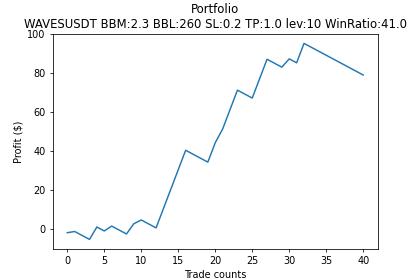 Portfolio
WAVESUSDT BBM:2.3 BBL:260 SL:0.2 TP:1.0 lev:10 WinRatio:41.0
100
80
60
40
20
0
Profit ($)
0 5 10 15 20 25 30 35 40
Trade counts